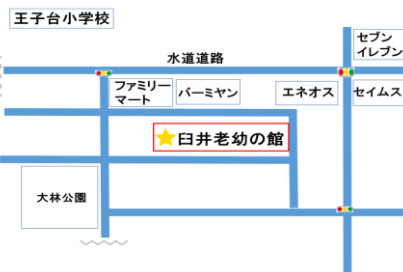 王子台小学校
セブン
イレブン
水道道路
ファミリー
マート
バーミヤン
エネオス
セイムス
臼井老幼の館
大林公園